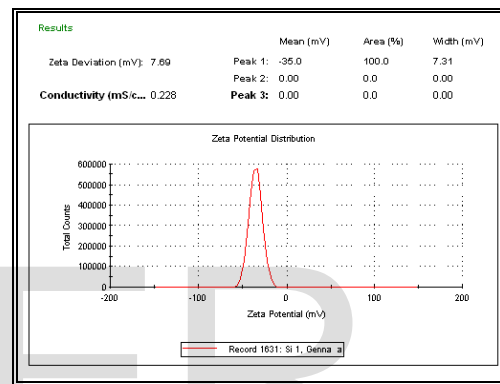 Results
Mean (mV) Area (%) Width (mV)
Zeta Deviation (mV): 7.69 Peak 1: -35.0 100.0 7.31
Peak 2: 0.00 0.0 0.00
Conductivity (mS/c... 0.228 Peak 3: 0.00 0.0 0.00
Zeta Potential Distribution
600000
500000
400000
300000
200000
100000
0
Total Counts
-200 -100 0 100 200
Zeta Potential (mV)
Record 1631: Si 1, Genna a